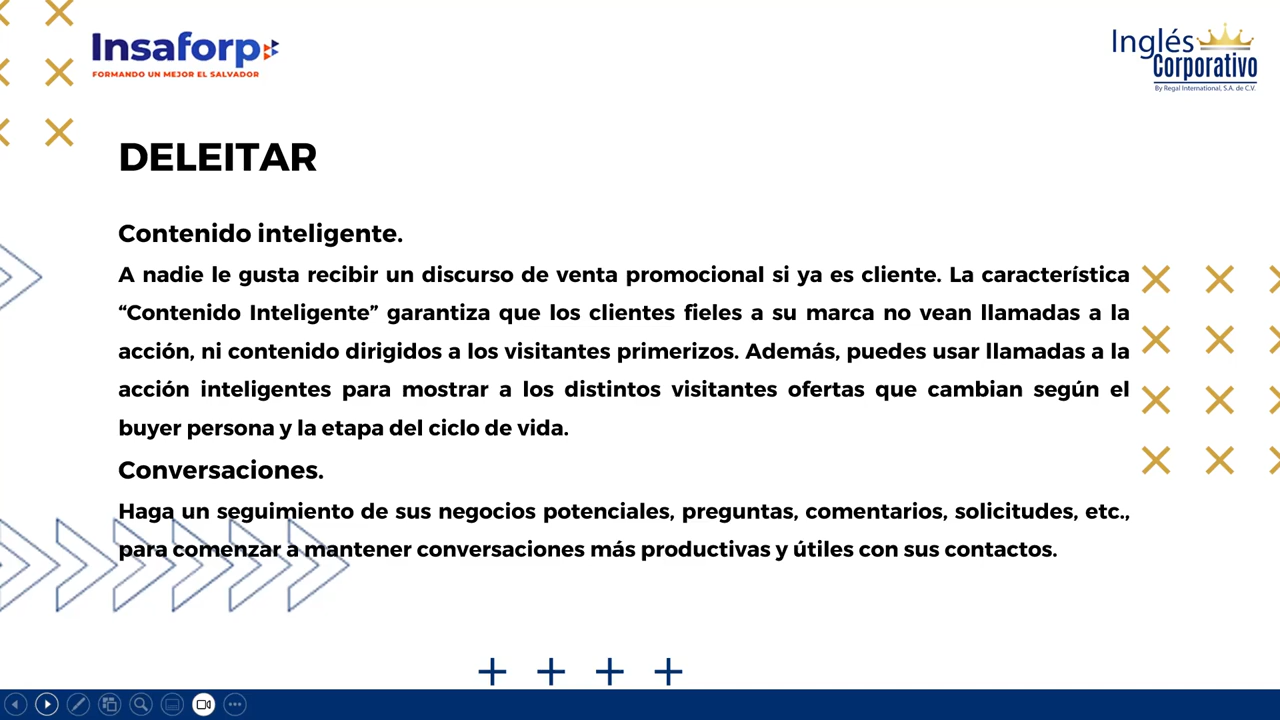 Insaforp
FORMANDO UN MEJOR EL SALVADOR
Inglés
Corporativo
By Regal International, S.A. de C.V.
DELEITAR
Contenido inteligente.
A nadie le gusta recibir un discurso de venta promocional si ya es cliente. La característica
“Contenido Inteligente” garantiza que los clientes fieles a su marca no vean llamadas a la
acción, ni contenido dirigidos a los visitantes primerizos. Además, puedes usar llamadas a la
acción inteligentes para mostrar a los distintos visitantes ofertas que cambian según el
buyer persona y la etapa del ciclo de vida.
Conversaciones.
Haga un seguimiento de sus negocios potenciales, preguntas, comentarios, solicitudes, etc.,
para comenzar a mantener conversaciones más productivas y útiles con sus contactos.